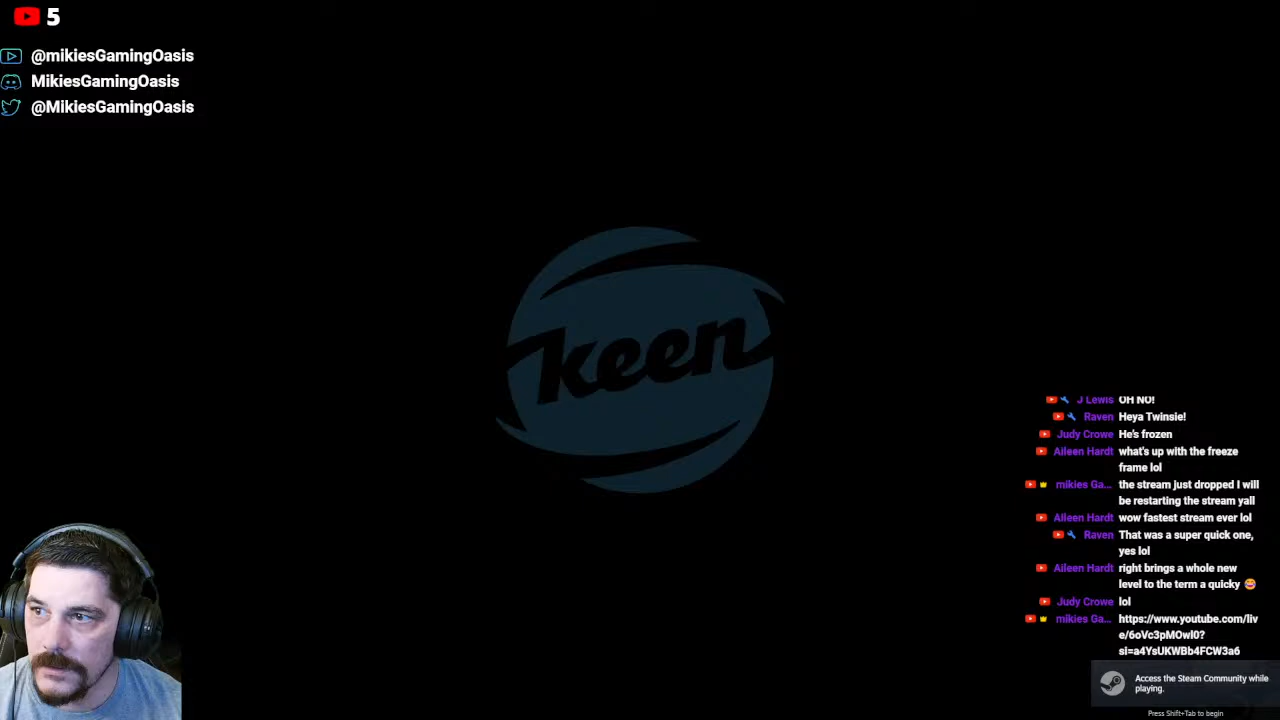 5
@mikiesGamingOasis
MikiesGamingOasis
@MikiesGamingOasis
keen
J Lewis OH NO!
Raven Heya Twinsie!
Judy Crowe He's frozen
Aileen Hardt what's up with the freeze
frame lol
mikies Ga... the stream just dropped I will
be restarting the stream yall
Aileen Hardt wow fastest stream ever lol
Raven That was a super quick one,
yes lol
Aileen Hardt right brings a whole new
level to the term a quicky
Judy Crowe lol
mikies Ga... https://www.youtube.com/liv
e/6oVc3pMOwl0?
si=a4YsUKWBb4FCW3a6
Access the Steam Community while
playing.
Press Shift+Tab to begin